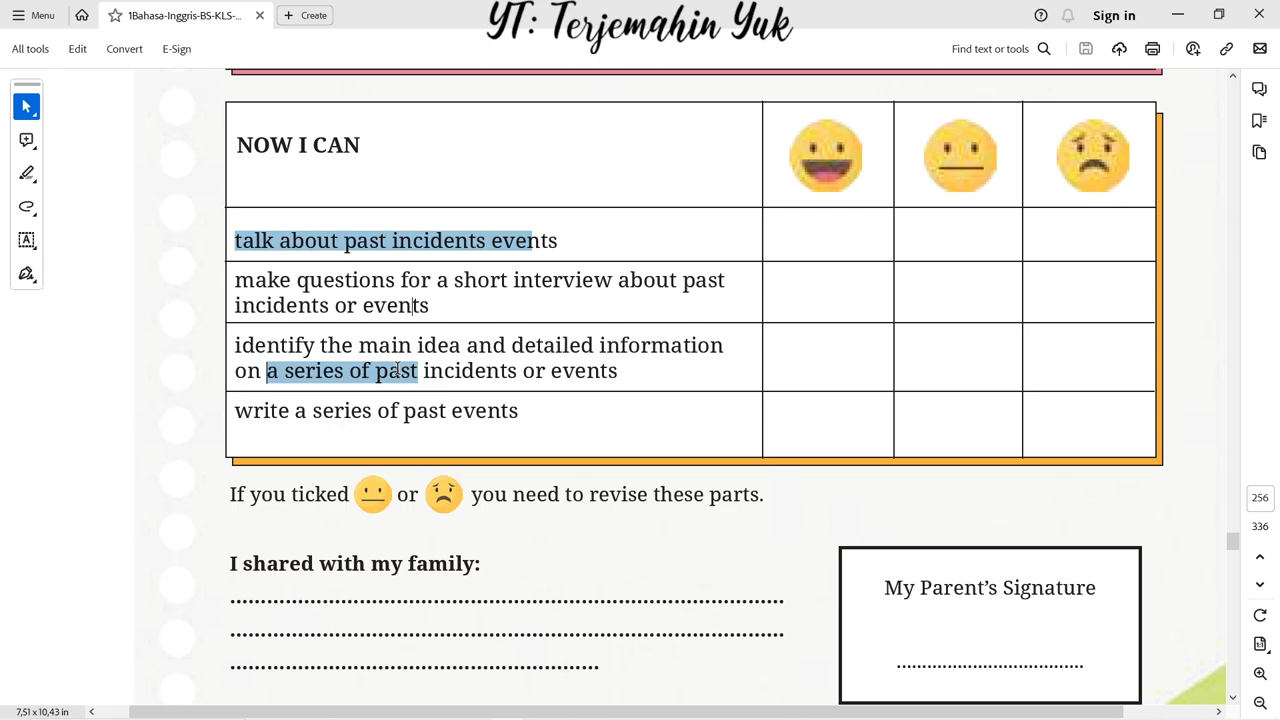 Menu
1Bahasa-Inggris-BS-KLS-...
Create
YT: Terjemahin Yuk
Sign in
All tools
Edit
Convert
E-Sign
Find text or tools
NOW I CAN
talk about past incidents events
make questions for a short interview about past
incidents or events
identify the main idea and detailed information
on a series of past incidents or events
write a series of past events
If you ticked or you need to revise these parts.
I shared with my family:
My Parent’s Signature
256
336
7,51 x 10,43 in